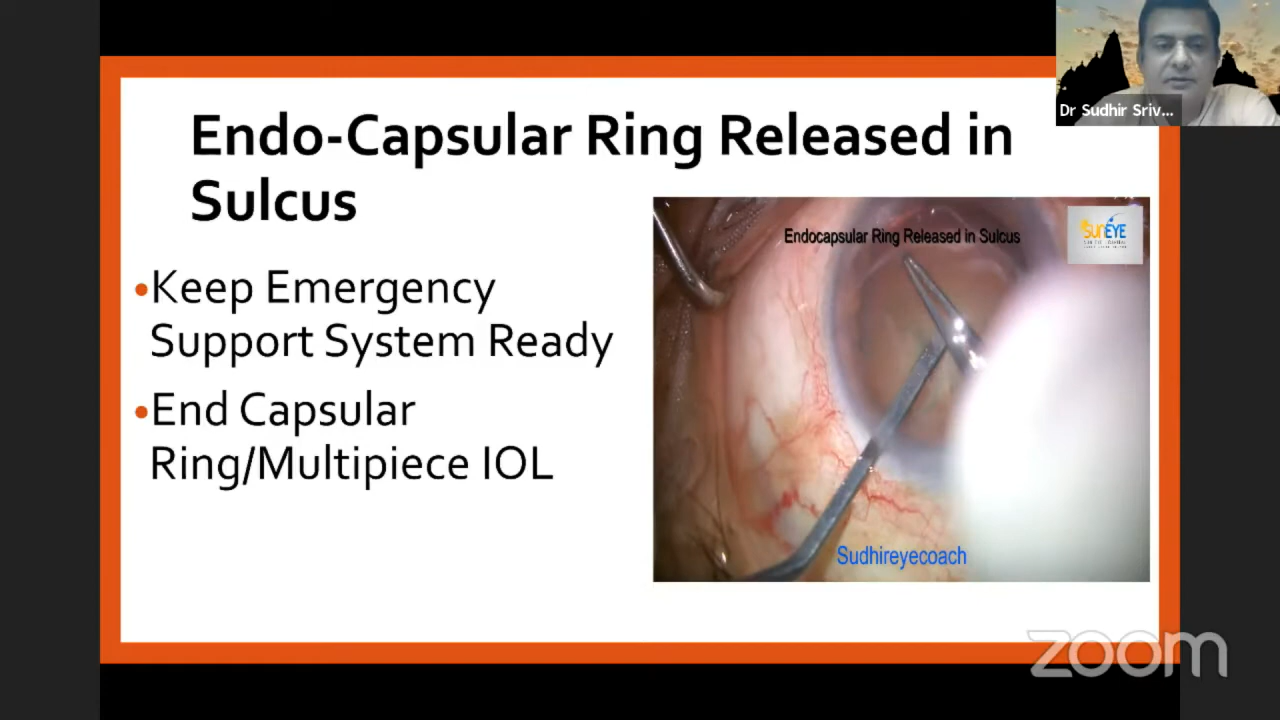 Dr Sudhir Sriv...
Endo-Capsular Ring Released in
Sulcus
•Keep Emergency
Support System Ready
•End Capsular
Ring/Multipiece IOL
Endocapsular Ring Released in Sulcus
SunEYE
Sudhireyecoach
zoom